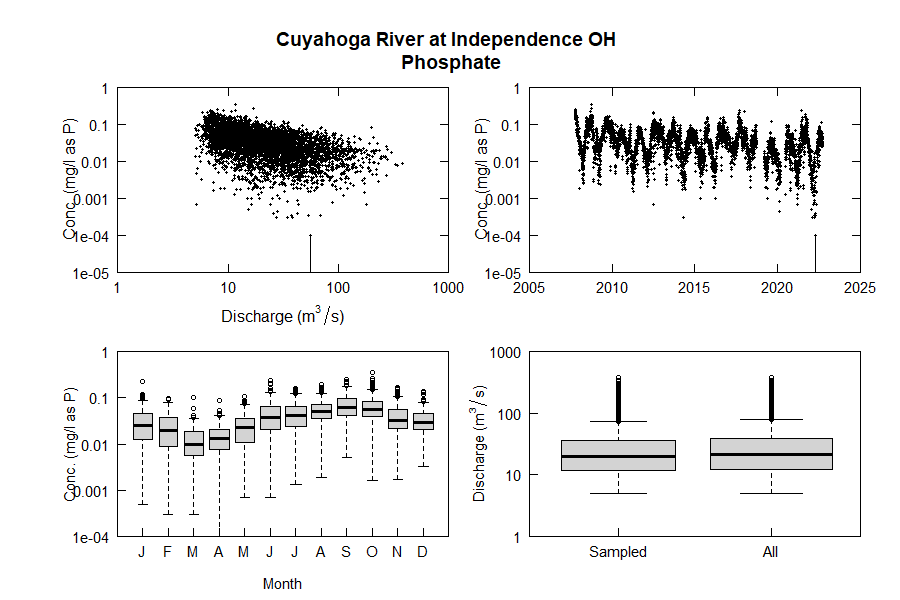 Cuyahoga River at Independence OH
Phosphate
Conc. (mg/l as P)
1
0.1
0.01
0.001
1e-04
1e-05
1 10 100 1000
Discharge (m3/s)
Conc. (mg/l as P)
1
0.1
0.01
0.001
1e-04
1e-05
2005 2010 2015 2020 2025
Conc. (mg/l as P)
1
0.1
0.01
0.001
1e-04
J F M A M J J A S O N D
Month
Discharge (m3/s)
1000
100
10
1
Sampled All